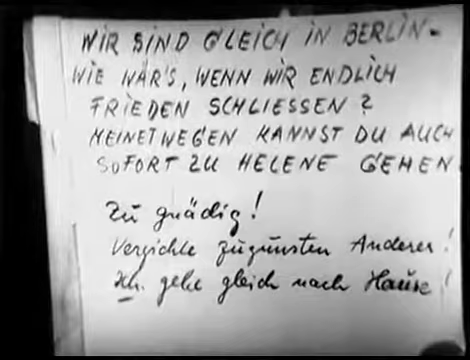 WIR SIND GLEICH IN BERLIN-
WIE WÄR'S, WENN WIR ENDLICH
FRIEDEN SCHLIESSEN?
MEINETWEGEN KANNST DU AUCH
SOFORT ZU HELENE GEHEN
Zu gnädig!
Verzichte zugunsten Anderer!
Ich gehe gleich nach Hause!